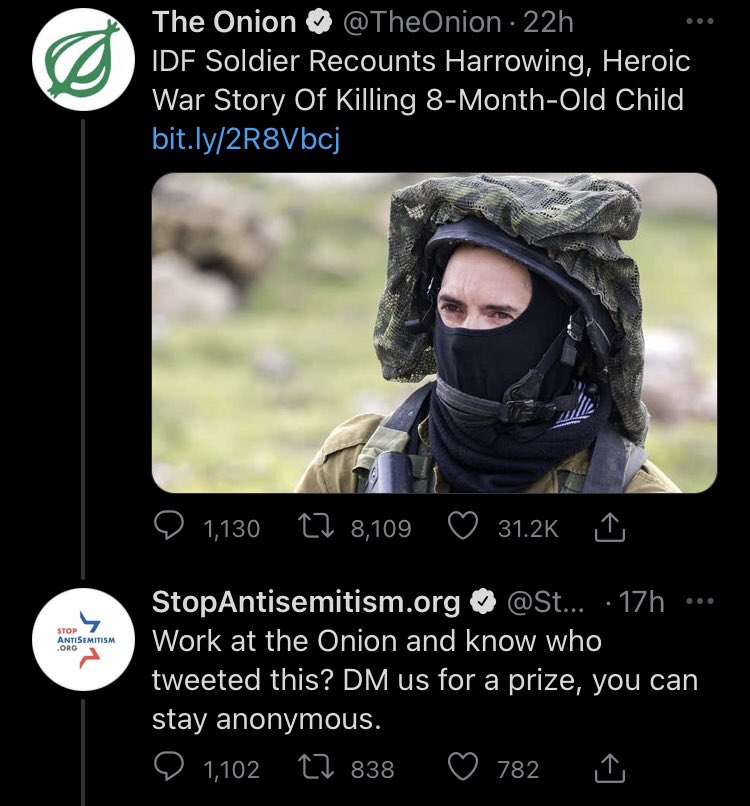 The Onion @TheOnion · 22h
IDF Soldier Recounts Harrowing, Heroic
War Story Of Killing 8-Month-Old Child
bit.ly/2R8Vbcj
1,130 8,109 31.2K
StopAntisemitism.org @St... · 17h
STOP
ANTISEMITISM
.ORG
Work at the Onion and know who
tweeted this? DM us for a prize, you can
stay anonymous.
1,102 838 782